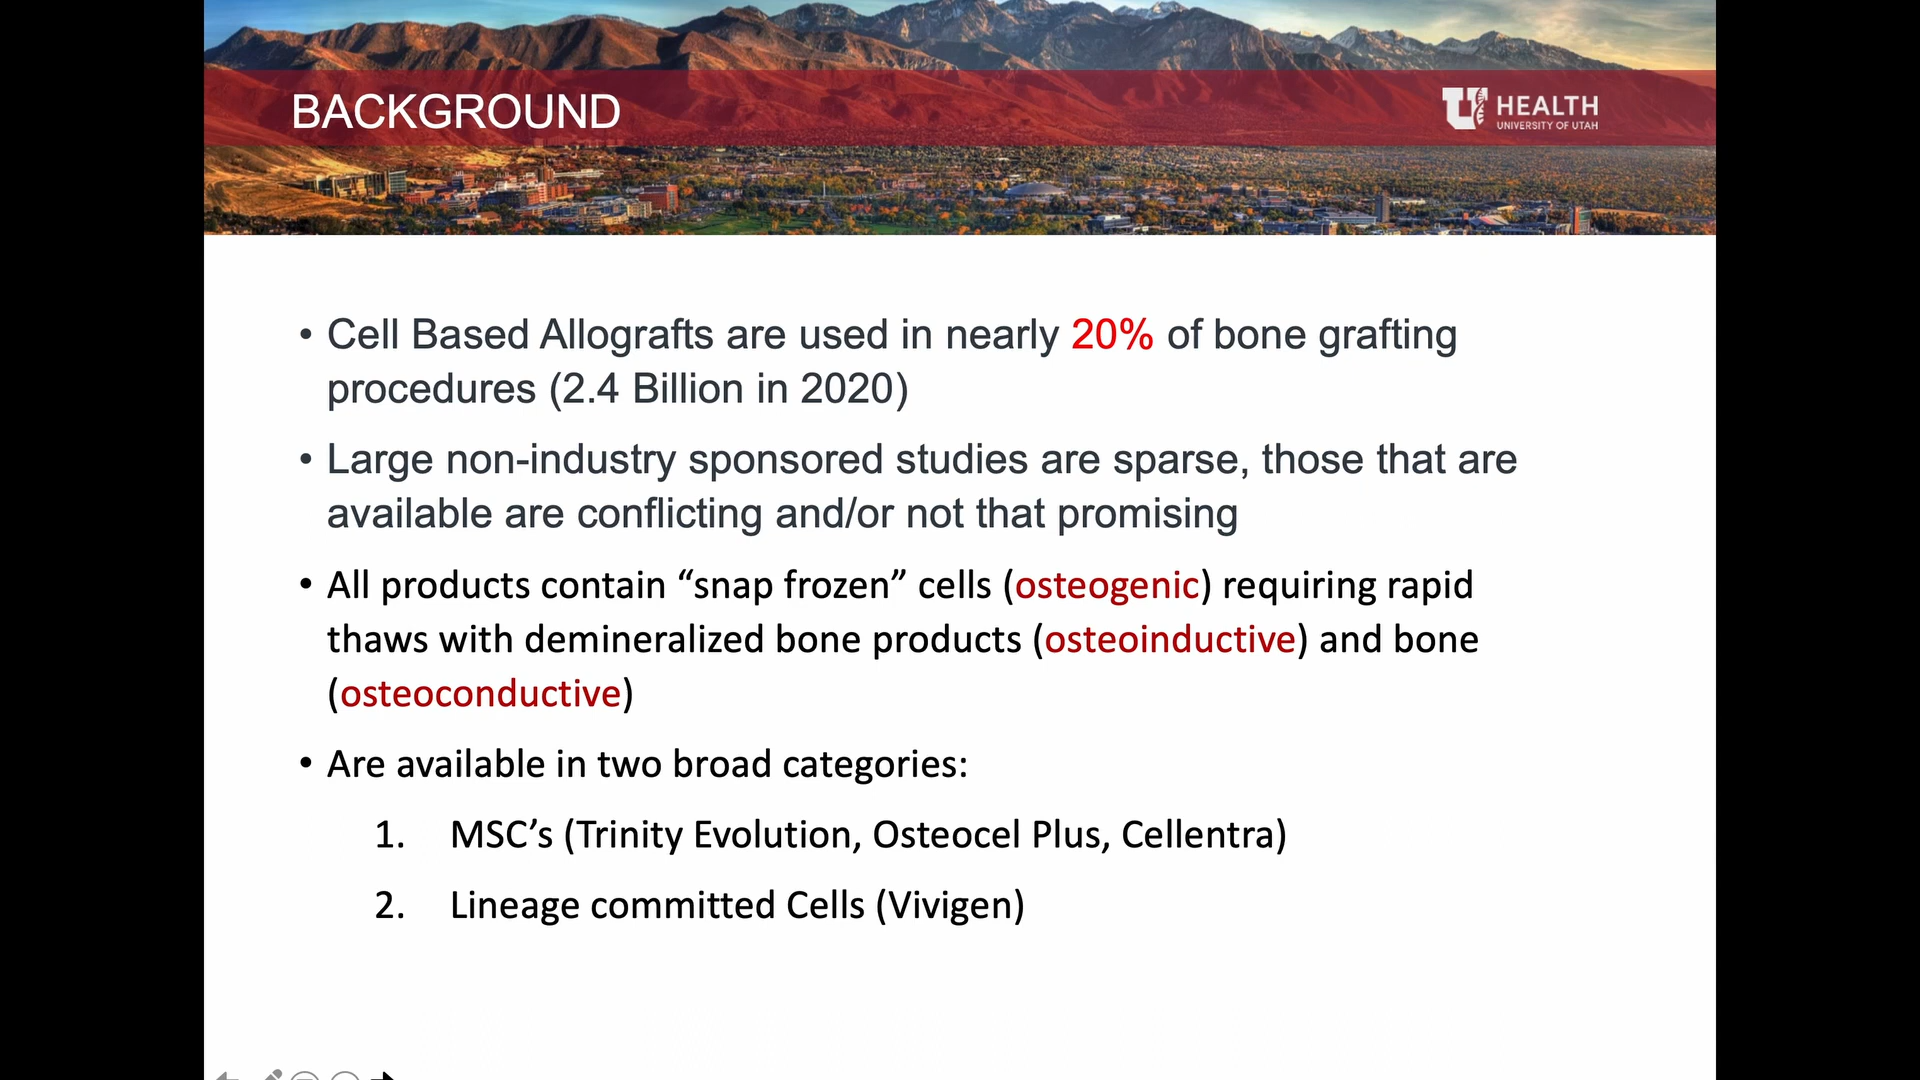 BACKGROUND
U HEALTH
UNIVERSITY OF UTAH
• Cell Based Allografts are used in nearly 20% of bone grafting
procedures (2.4 Billion in 2020)
• Large non-industry sponsored studies are sparse, those that are
available are conflicting and/or not that promising
• All products contain “snap frozen” cells (osteogenic) requiring rapid
thaws with demineralized bone products (osteoinductive) and bone
(osteoconductive)
• Are available in two broad categories:
1. MSC’s (Trinity Evolution, Osteocel Plus, Cellentra)
2. Lineage committed Cells (Vivigen)